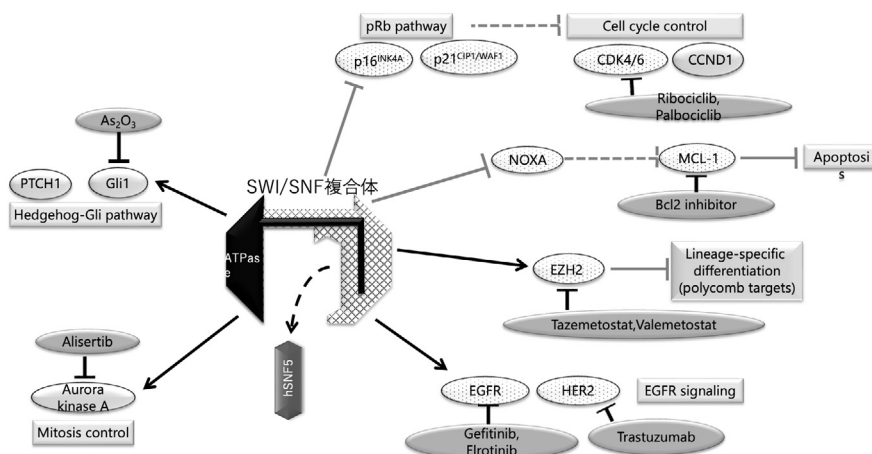 pRb pathway
Cell cycle control
p16INK4A
p21CIP1/WAF1
CDK4/6
CCND1
Ribociclib,
Palbociclib
As2O3
PTCH1
Gli1
Hedgehog-Gli pathway
SWI/SNF複合体
NOXA
MCL-1
Apoptosi
s
Bcl2 inhibitor
ATPas
e
EZH2
Lineage-specific
differentiation
(polycomb targets)
Tazemetostat,Valemetostat
hSNF5
Alisertib
Aurora
kinase A
Mitosis control
EGFR
HER2
EGFR signaling
Gefitinib,
Elrotinib
Trastuzumab